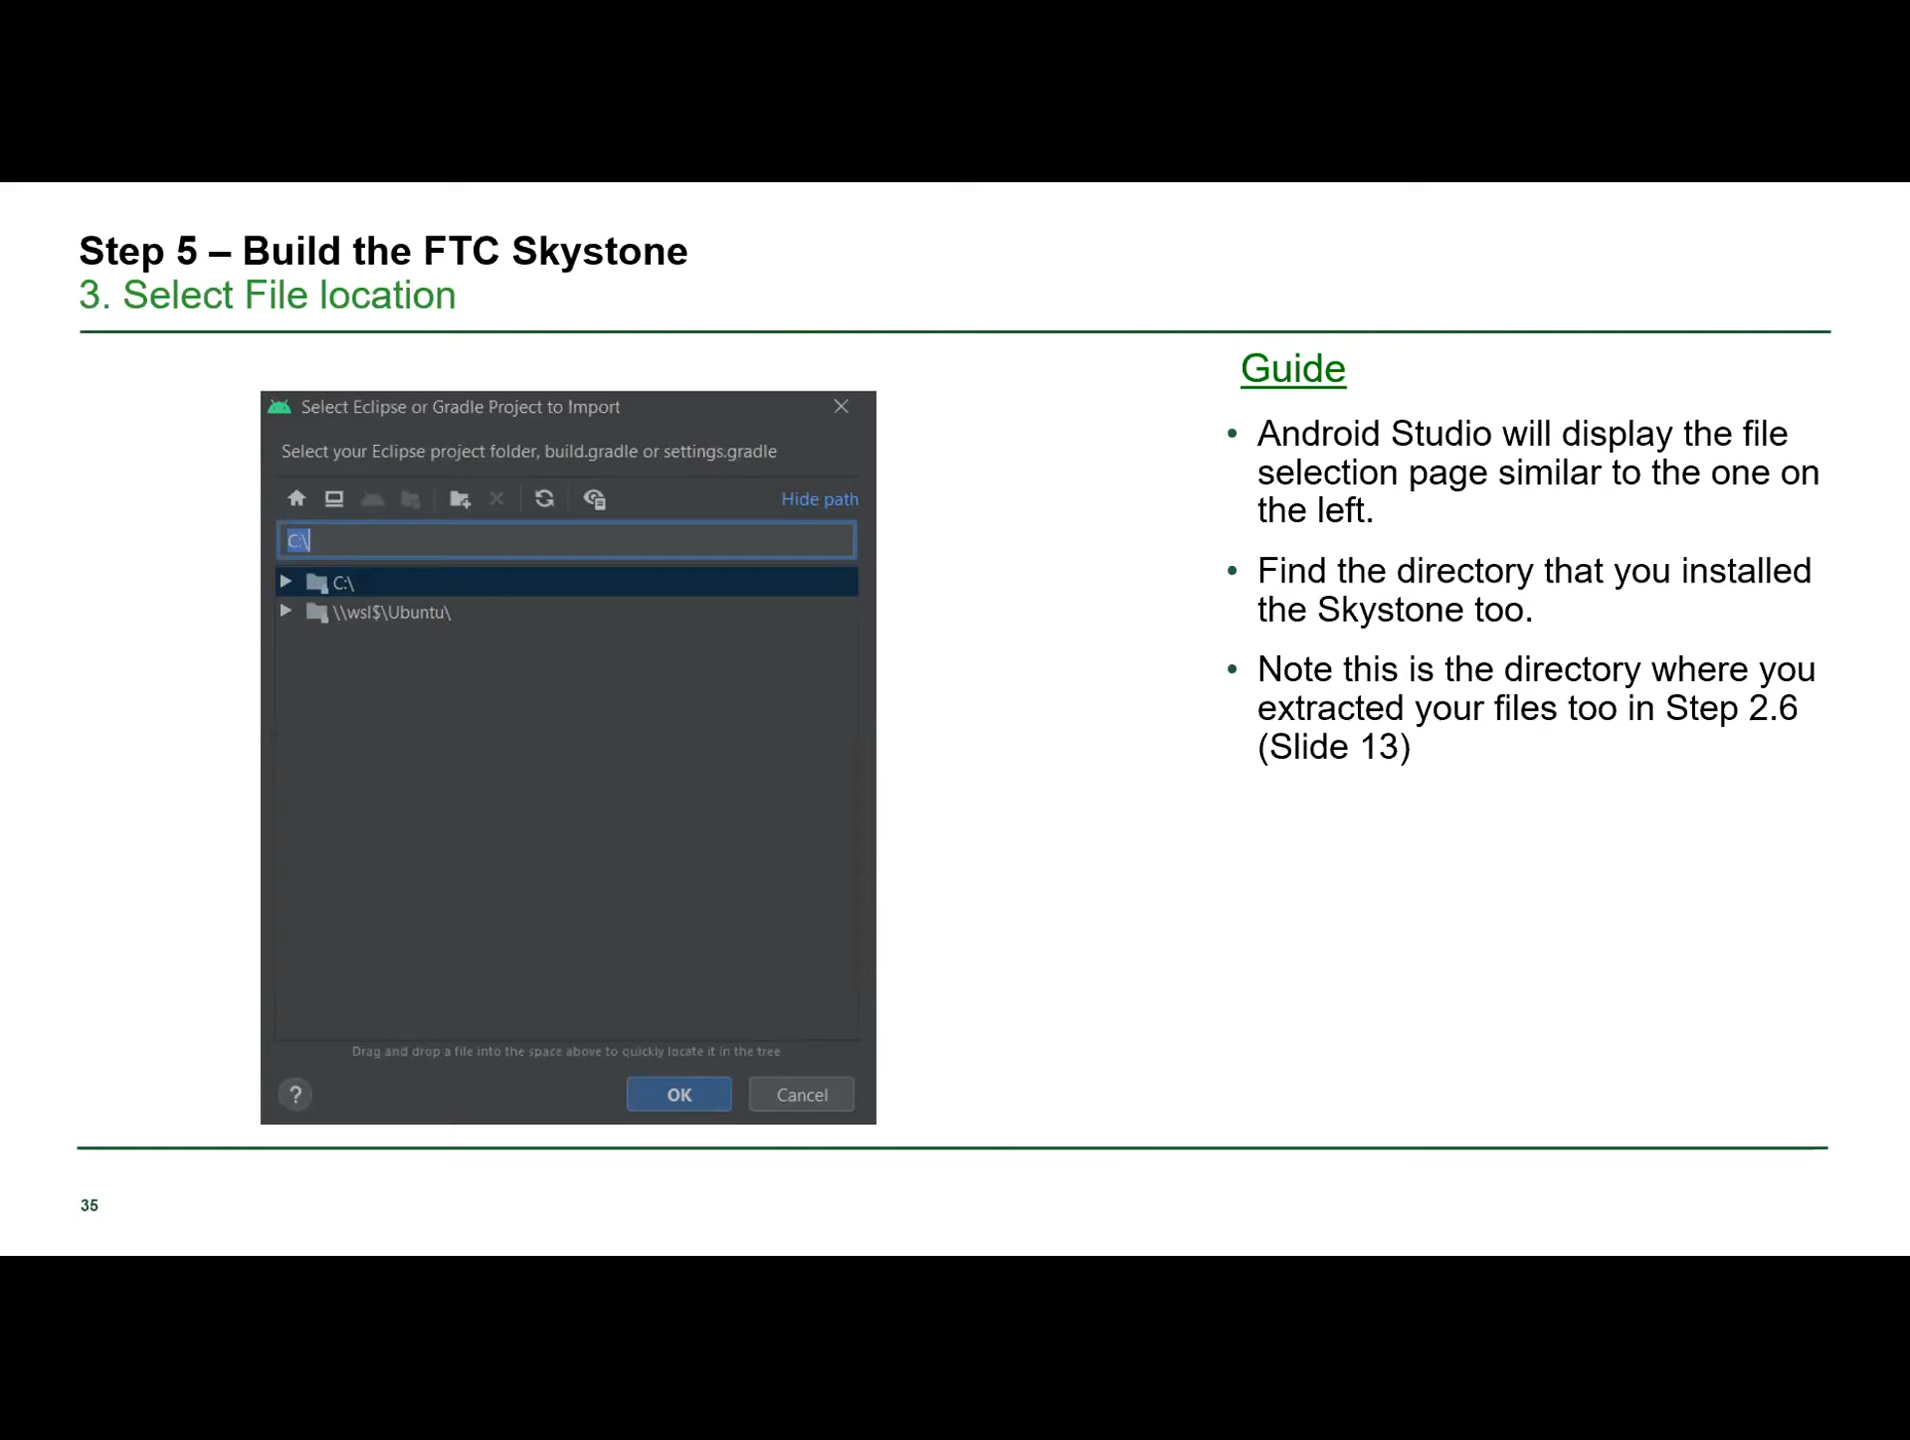 Step 5 – Build the FTC Skystone
3. Select File location
Select Eclipse or Gradle Project to Import
Select your Eclipse project folder, build.gradle or settings.gradle
Hide path
C:\
C:\
\\wsl$\Ubuntu\
Drag and drop a file into the space above to quickly locate it in the tree
?
OK
Cancel
Guide
• Android Studio will display the file
selection page similar to the one on
the left.
• Find the directory that you installed
the Skystone too.
• Note this is the directory where you
extracted your files too in Step 2.6
(Slide 13)
35